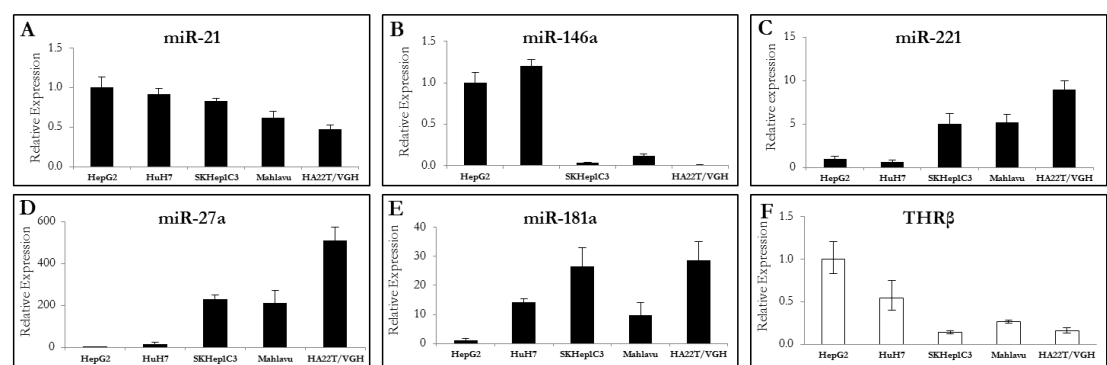 A
miR-21
Relative Expression
1.5
1.0
0.5
0.0
HepG2 HuH7 SKHep1C3 Mahlavu HA22T/VGH
B
miR-146a
Relative Expression
1.5
1.0
0.5
0.0
HepG2 SKHep1C3 HA22T/VGH
C
miR-221
Relative expression
15
10
5
0
HepG2 HuH7 SKHep1C3 Mahlavu HA22T/VGH
D
miR-27a
Relative Expression
600
400
200
0
HepG2 HuH7 SKHep1C3 Mahlavu HA22T/VGH
E
miR-181a
Relative Expression
40
30
20
10
0
HepG2 HuH7 SKHep1C3 Mahlavu HA22T/VGH
F
THRβ
Relative Expression
1.5
1.0
0.5
0.0
HepG2 HuH7 SKHep1C3 Mahlavu HA22T/VGH